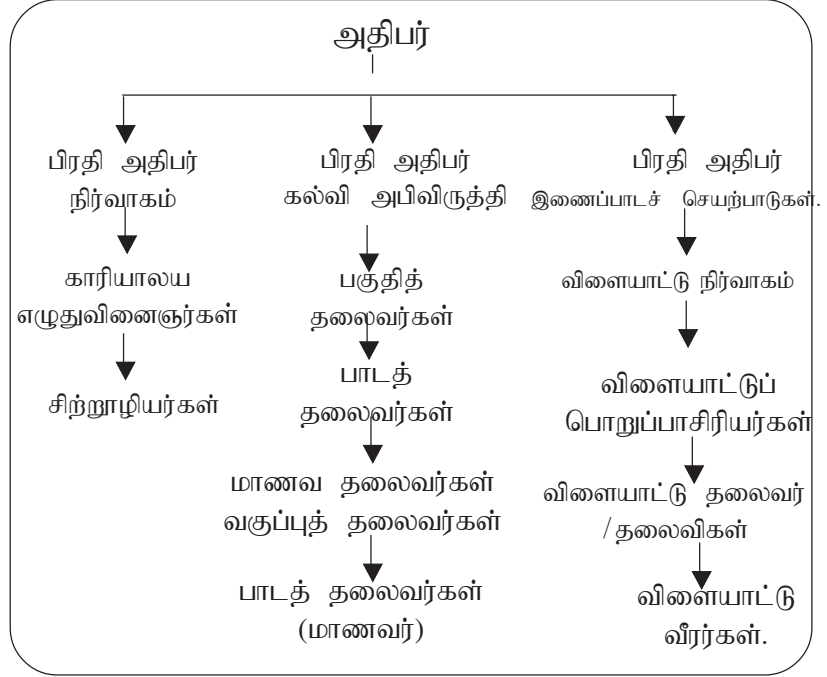 அதிபர்
பிரதி அதிபர்
நிர்வாகம்
காரியாலய
எழுதுவினைஞர்கள்
சிற்றூழியர்கள்
பிரதி அதிபர்
கல்வி அபிவிருத்தி
பகுதித்
தலைவர்கள்
பாடத்
தலைவர்கள்
மாணவ தலைவர்கள்
வகுப்புத் தலைவர்கள்
பாடத் தலைவர்கள்
(மாணவர்)
பிரதி அதிபர்
இணைப்பாடச் செயற்பாடுகள்.
விளையாட்டு நிர்வாகம்
விளையாட்டுப்
பொறுப்பாசிரியர்கள்
விளையாட்டு தலைவர்
/தலைவிகள்
விளையாட்டு
வீரர்கள்.